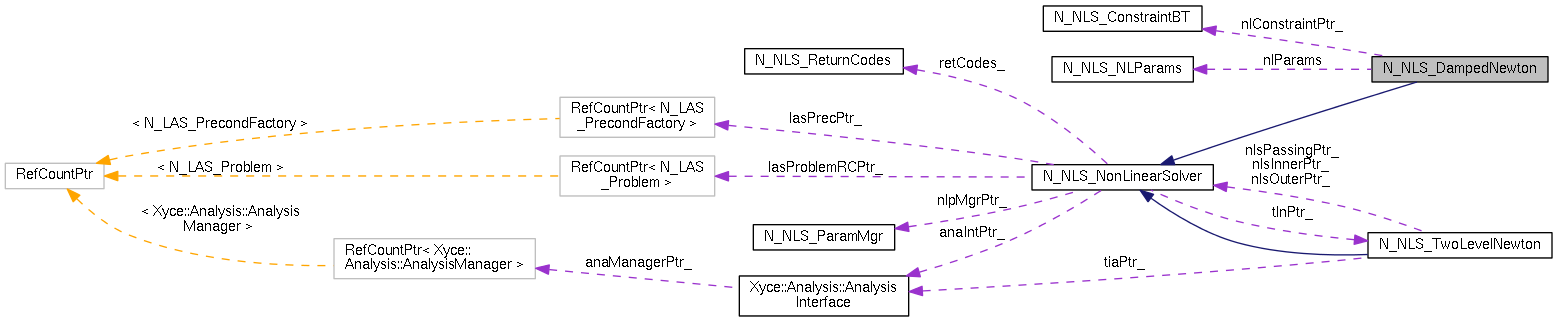 N_NLS_ConstraintBT
nlConstraintPtr_
N_NLS_ReturnCodes
retCodes_
N_NLS_NLParams
nlParams
N_NLS_DampedNewton
RefCountPtr< N_LAS
_PrecondFactory >
lasPrecPtr_
< N_LAS_PrecondFactory >
RefCountPtr
< N_LAS_Problem >
RefCountPtr< N_LAS
_Problem >
lasProblemRCPtr_
N_NLS_NonLinearSolver
nlsPassingPtr_
nlsInnerPtr_
nlsOuterPtr_
< Xyce::Analysis::Analysis
Manager >
nlpMgrPtr_
tlnPtr_
N_NLS_ParamMgr
anaIntPtr_
N_NLS_TwoLevelNewton
RefCountPtr< Xyce::
Analysis::AnalysisManager >
anaManagerPtr_
tiaPtr_
Xyce::Analysis::Analysis
Interface